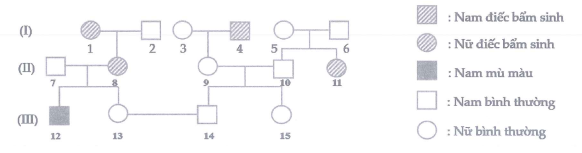 (I)
1 2 3 4 5 6
(II)
7 8 9 10 11
(III)
12 13 14 15
: Nam điếc bẩm sinh
: Nữ điếc bẩm sinh
: Nam mù màu
: Nam bình thường
: Nữ bình thường